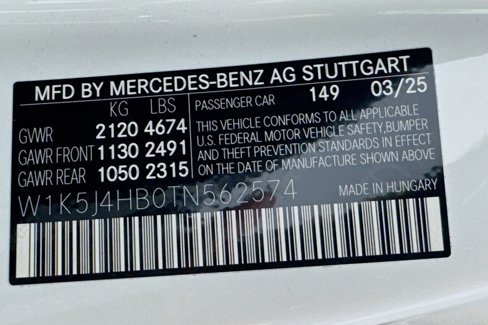 MFD BY MERCEDES-BENZ AG STUTTGART
KG LBS
PASSENGER CAR 149 03/25
GVWR 2120 4674
GAWR FRONT 1130 2491
GAWR REAR 1050 2315
THIS VEHICLE CONFORMS TO ALL APPLICABLE
U.S. FEDERAL MOTOR VEHICLE SAFETY, BUMPER
AND THEFT PREVENTION STANDARDS IN EFFECT
ON THE DATE OF MANUFACTURE SHOWN ABOVE.
W1K5J4HB0TN562574
MADE IN HUNGARY